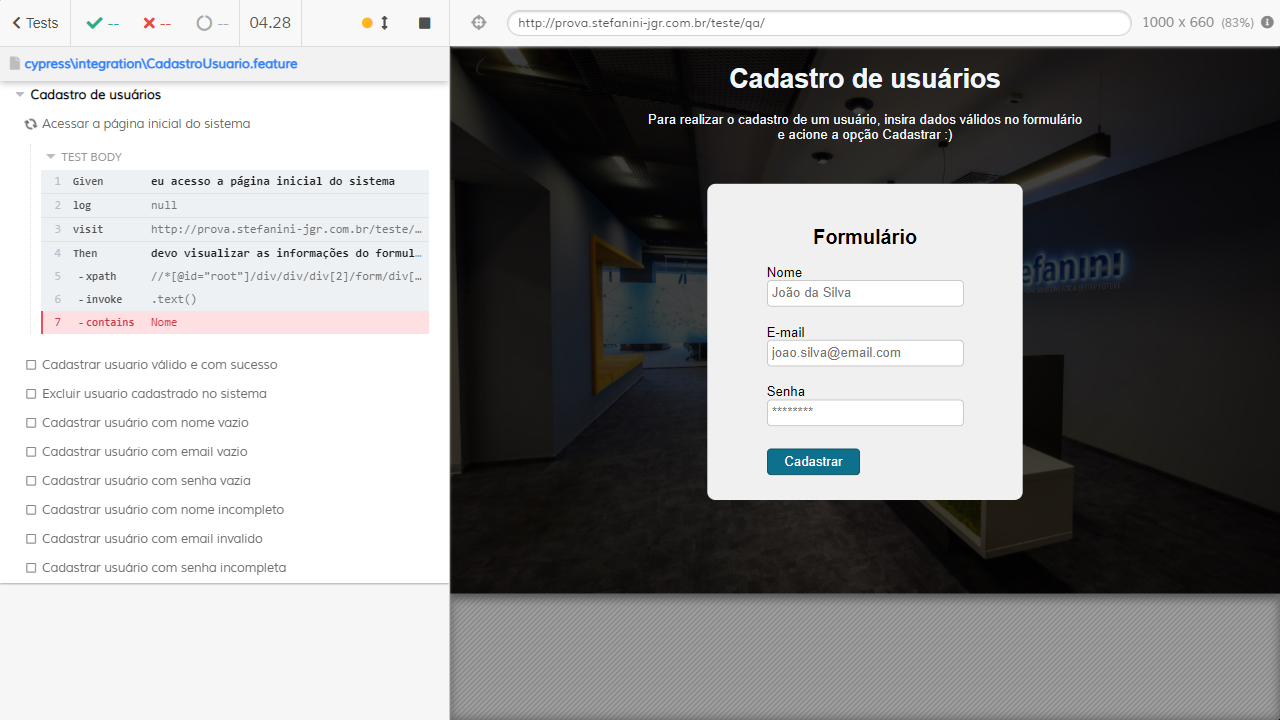 Tests
--
--
--
04.28
http://prova.stefanini-jgr.com.br/teste/qa/
1000 x 660 (83%)
cypress\integration\CadastroUsuario.feature
Cadastro de usuários
Acessar a página inicial do sistema
TEST BODY
1 Given eu acesso a página inicial do sistema
2 log null
3 visit http://prova.stefanini-jgr.com.br/teste/…
4 Then devo visualizar as informações do formul…
5 -xpath //*[@id="root"]/div/div/div[2]/form/div[…
6 -invoke .text()
7 -contains Nome
Cadastrar usuario válido e com sucesso
Excluir usuario cadastrado no sistema
Cadastrar usuário com nome vazio
Cadastrar usuário com email vazio
Cadastrar usuário com senha vazia
Cadastrar usuário com nome incompleto
Cadastrar usuário com email invalido
Cadastrar usuário com senha incompleta
Cadastro de usuários
Para realizar o cadastro de um usuário, insira dados válidos no formulário
e acione a opção Cadastrar :)
efanini
Formulário
Nome
João da Silva
E-mail
joao.silva@email.com
Senha
********
Cadastrar